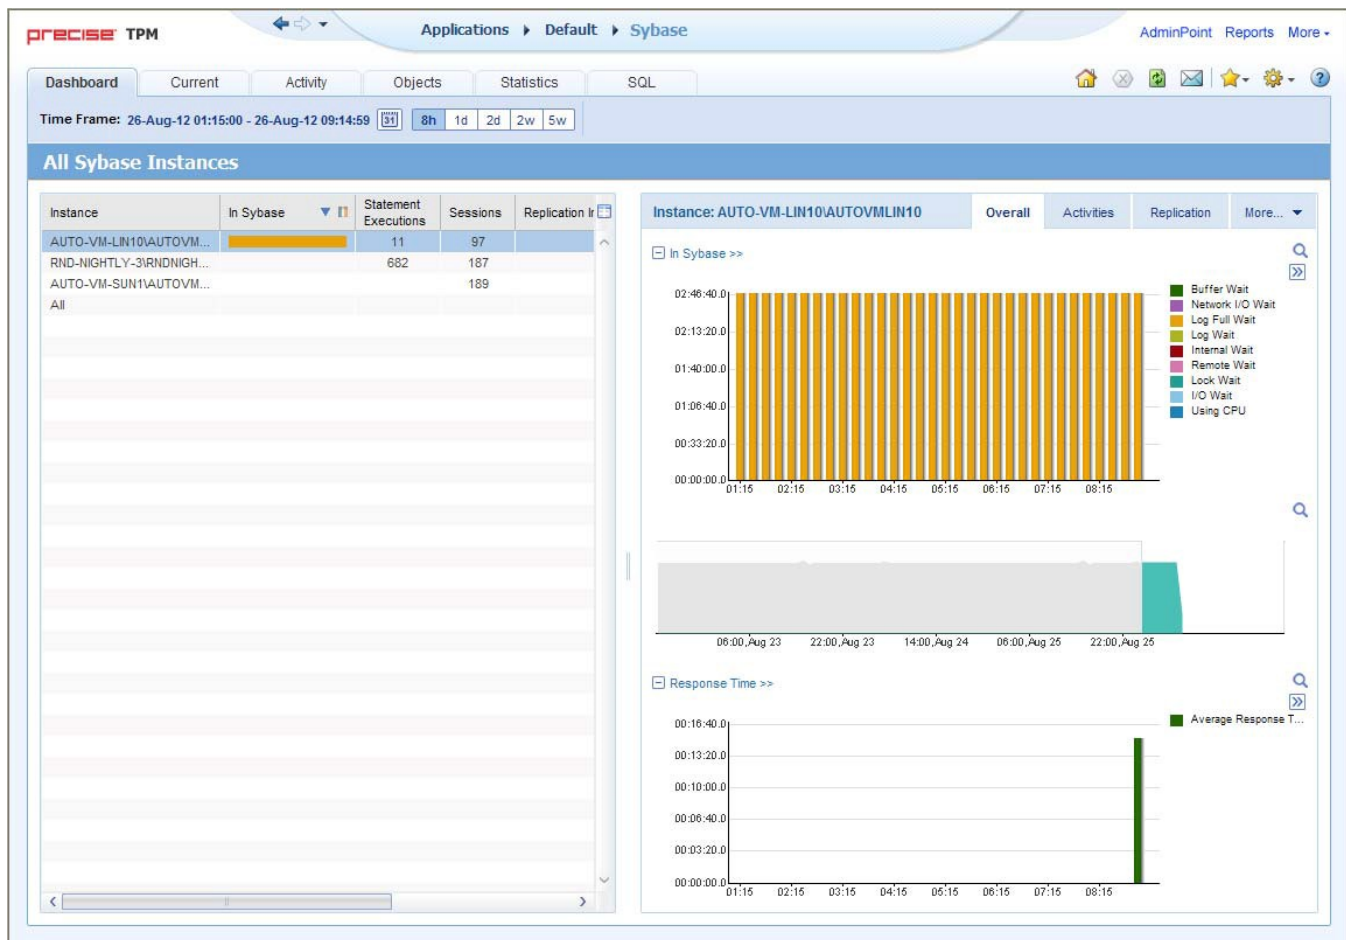 precise TPM
Applications Default Sybase
AdminPoint Reports More
Dashboard Current Activity Objects Statistics SQL
Time Frame: 26-Aug-12 01:15:00 - 26-Aug-12 09:14:59 31 8h 1d 2d 2w 5w
All Sybase Instances
Instance In Sybase Statement Executions Sessions Replication Ir
AUTO-VM-LIN10\AUTOVM... 11 97
RND-NIGHTLY-3\RNDNIGH... 682 187
AUTO-VM-SUN1\AUTOVM... 189
All
Instance: AUTO-VM-LIN10\AUTOVMLIN10 Overall Activities Replication More...
In Sybase >>
02:46:40.0
02:13:20.0
01:40:00.0
01:06:40.0
00:33:20.0
00:00:00.0
01:15 02:15 03:15 04:15 05:15 06:15 07:15 08:15
Buffer Wait
Network I/O Wait
Log Full Wait
Log Wait
Internal Wait
Remote Wait
Lock Wait
I/O Wait
Using CPU
06:00,Aug 23 22:00,Aug 23 14:00,Aug 24 06:00,Aug 25 22:00,Aug 25
Response Time >>
00:16:40.0
00:13:20.0
00:10:00.0
00:06:40.0
00:03:20.0
00:00:00.0
01:15 02:15 03:15 04:15 05:15 06:15 07:15 08:15
Average Response T...